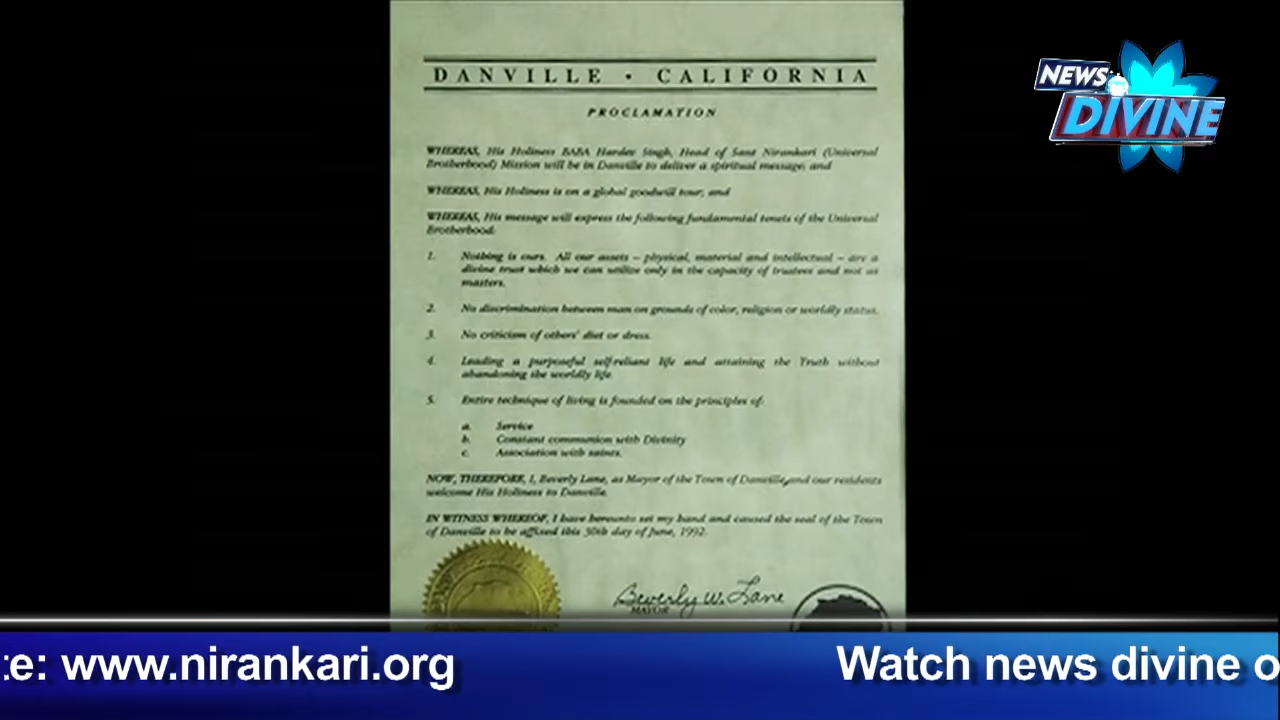 DANVILLE • CALIFORNIA
NEWS
DIVINE
PROCLAMATION
WHEREAS, His Holiness BABA Hardev Singh, Head of Sant Nirankari (Universal
Brotherhood) Mission will be in Danville to deliver a spiritual message; and
WHEREAS, His Holiness is on a global goodwill tour; and
WHEREAS, His message will express the following fundamental tenets of the Universal
Brotherhood:
1. Nothing is ours. All our assets – physical, material and intellectual – are a
divine trust which we can utilize only in the capacity of trustees and not as
masters.
2. No discrimination between man on grounds of color, religion or worldly status.
3. No criticism of others' diet or dress.
4. Leading a purposeful self-reliant life and attaining the Truth without
abandoning the worldly life.
5. Entire technique of living is founded on the principles of:
a. Service
b. Constant communion with Divinity
c. Association with saints.
NOW, THEREFORE, I, Beverly Lane, as Mayor of the Town of Danville, and our residents
welcome His Holiness to Danville.
IN WITNESS WHEREOF, I have hereunto set my hand and caused the seal of the Town
of Danville to be affixed this 30th day of June, 1992.
Beverly W. Lane
MAYOR
te: www.nirankari.org
Watch news divine o